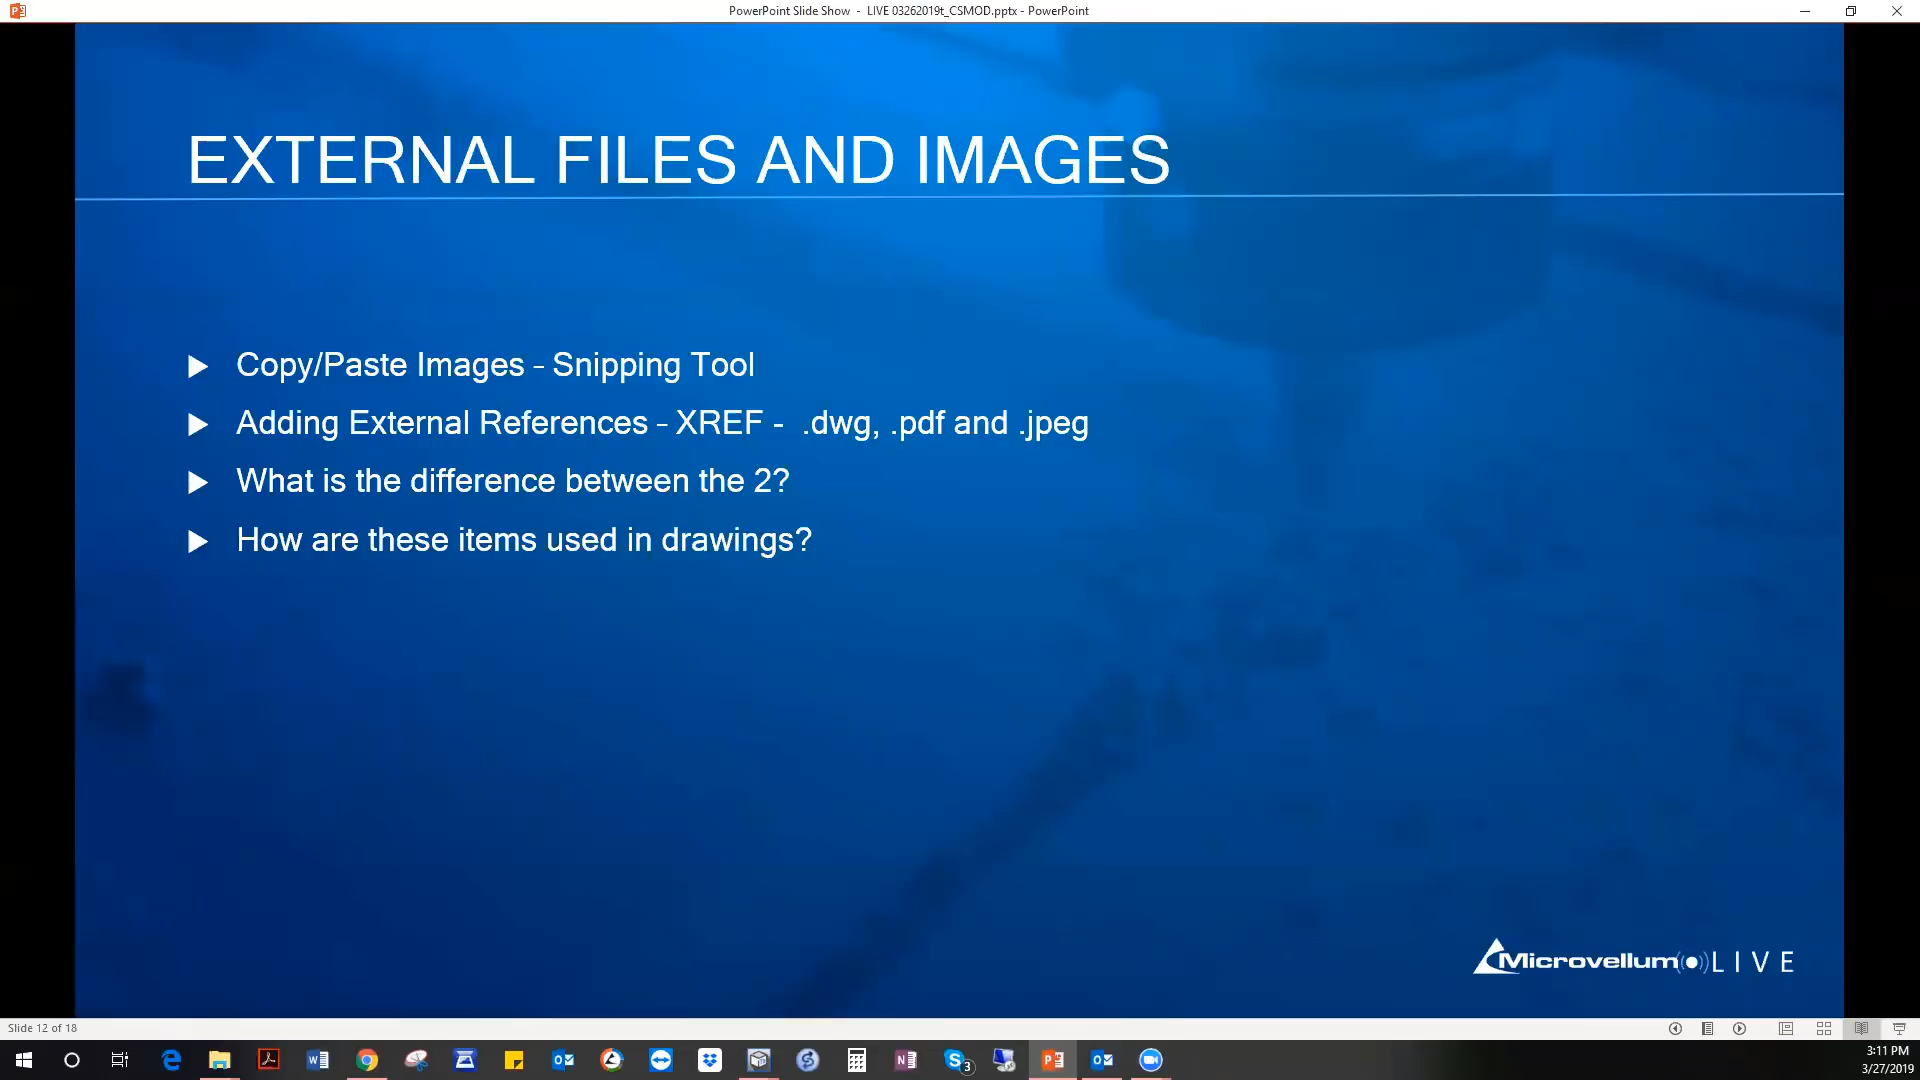 PowerPoint Slide Show - LIVE 03262019t_CSMOD.pptx - PowerPoint
EXTERNAL FILES AND IMAGES
Copy/Paste Images – Snipping Tool
Adding External References – XREF - .dwg, .pdf and .jpeg
What is the difference between the 2?
How are these items used in drawings?
Microvellum LIVE
Slide 12 of 18
3
3:11 PM
3/27/2019